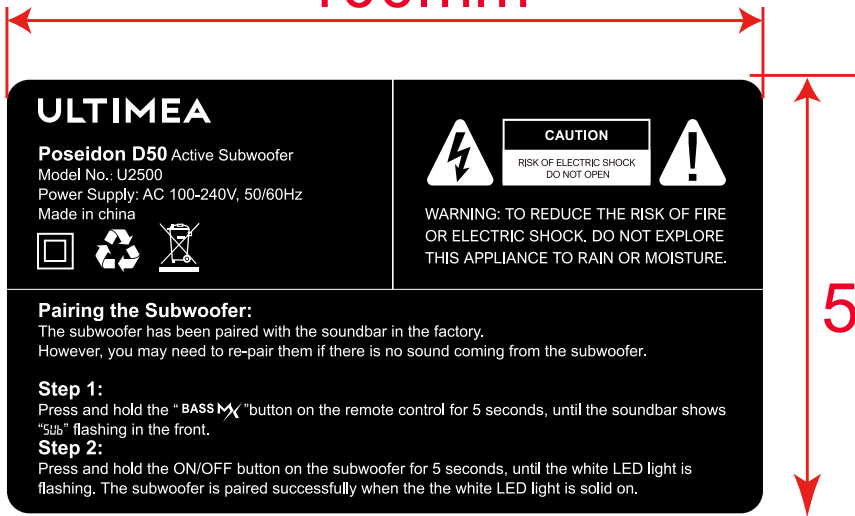 ULTIMEA
Poseidon D50 Active Subwoofer
Model No.: U2500
Power Supply: AC 100-240V, 50/60Hz
Made in china
CAUTION
RISK OF ELECTRIC SHOCK
DO NOT OPEN
WARNING: TO REDUCE THE RISK OF FIRE
OR ELECTRIC SHOCK. DO NOT EXPLORE
THIS APPLIANCE TO RAIN OR MOISTURE.
Pairing the Subwoofer:
The subwoofer has been paired with the soundbar in the factory.
However, you may need to re-pair them if there is no sound coming from the subwoofer.
Step 1:
Press and hold the “ BASS MX ”button on the remote control for 5 seconds, until the soundbar shows
“SUb” flashing in the front.
Step 2:
Press and hold the ON/OFF button on the subwoofer for 5 seconds, until the white LED light is
flashing. The subwoofer is paired successfully when the the white LED light is solid on.
5